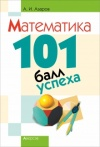 А. И. Азаров
Математика
101
балл
успеха